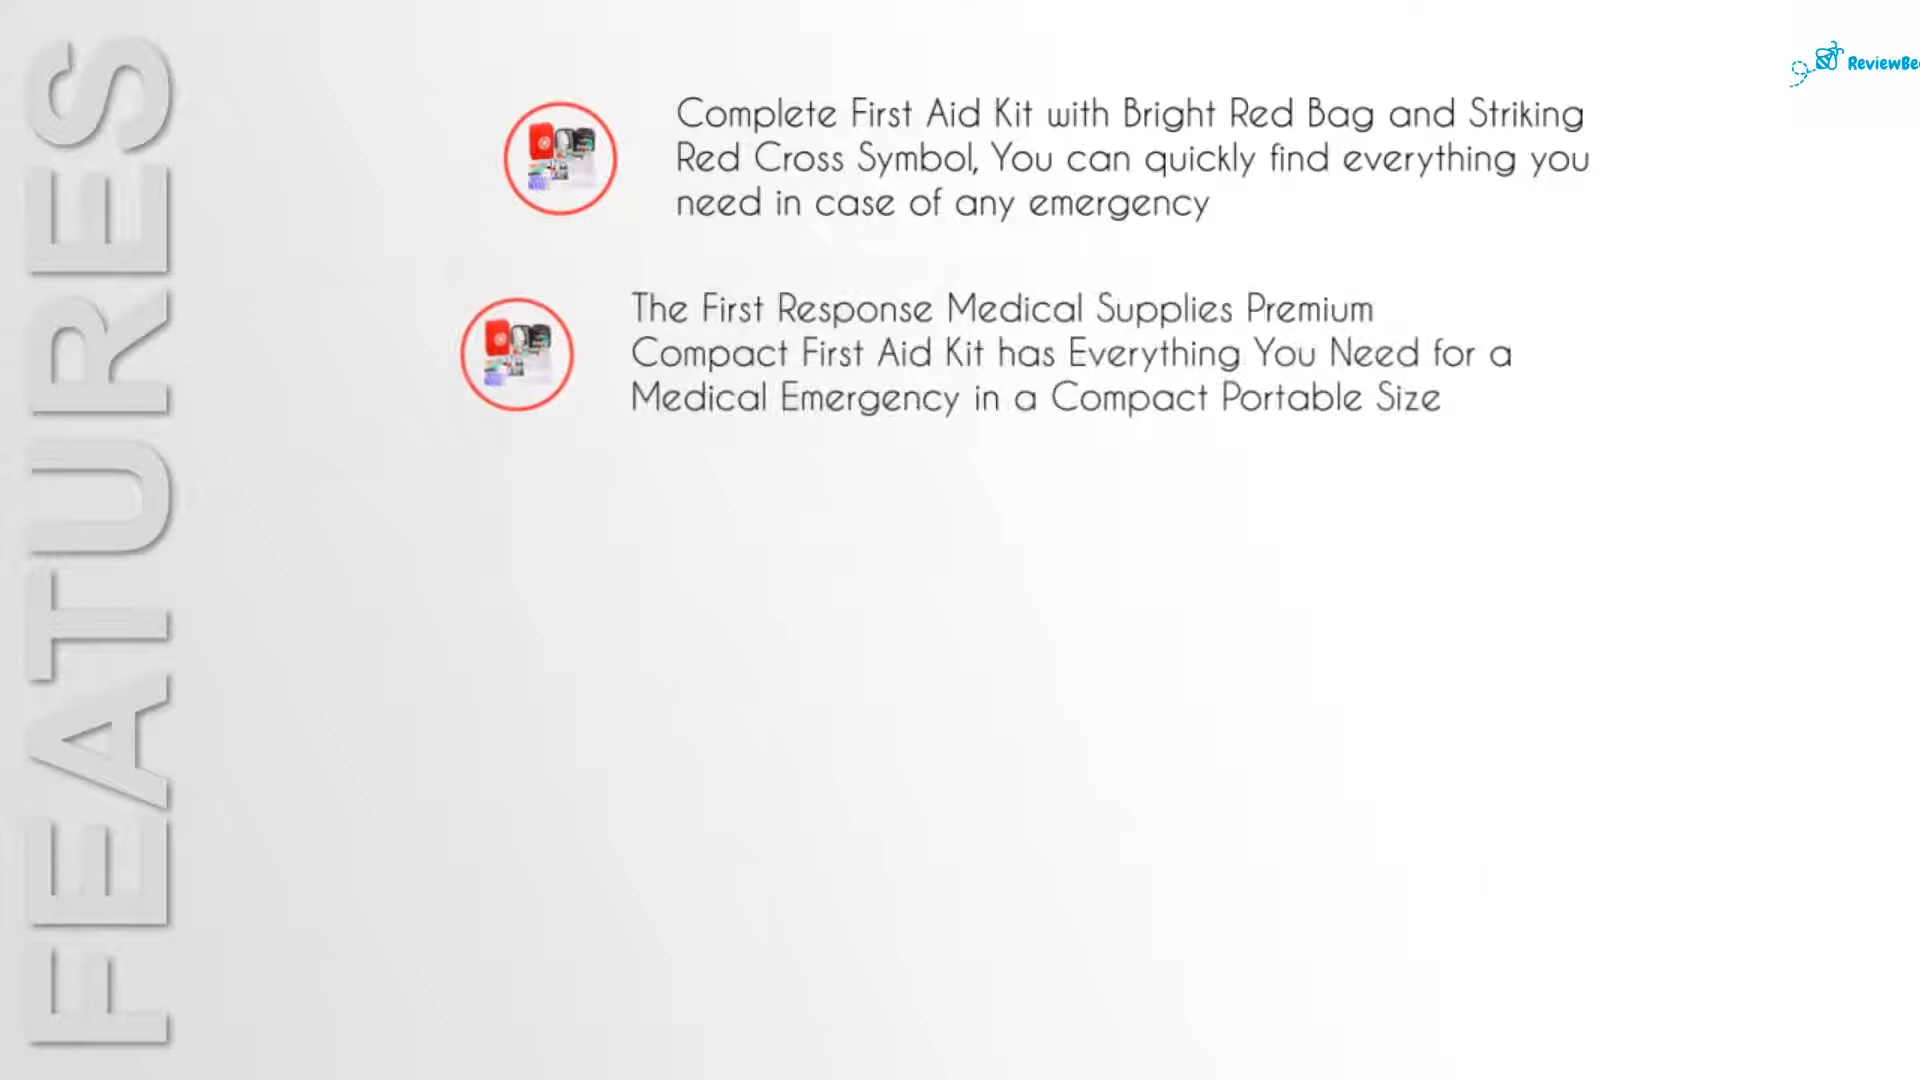 FEATURES
Complete First Aid Kit with Bright Red Bag and Striking
Red Cross Symbol, You can quickly find everything you
need in case of any emergency
The First Response Medical Supplies Premium
Compact First Aid Kit has Everything You Need for a
Medical Emergency in a Compact Portable Size
ReviewBee